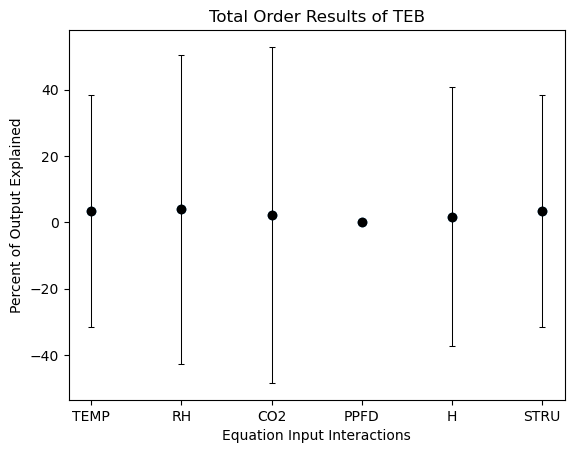 Total Order Results of TEB
Percent of Output Explained
40
20
0
−20
−40
TEMP RH CO2 PPFD H STRU
Equation Input Interactions